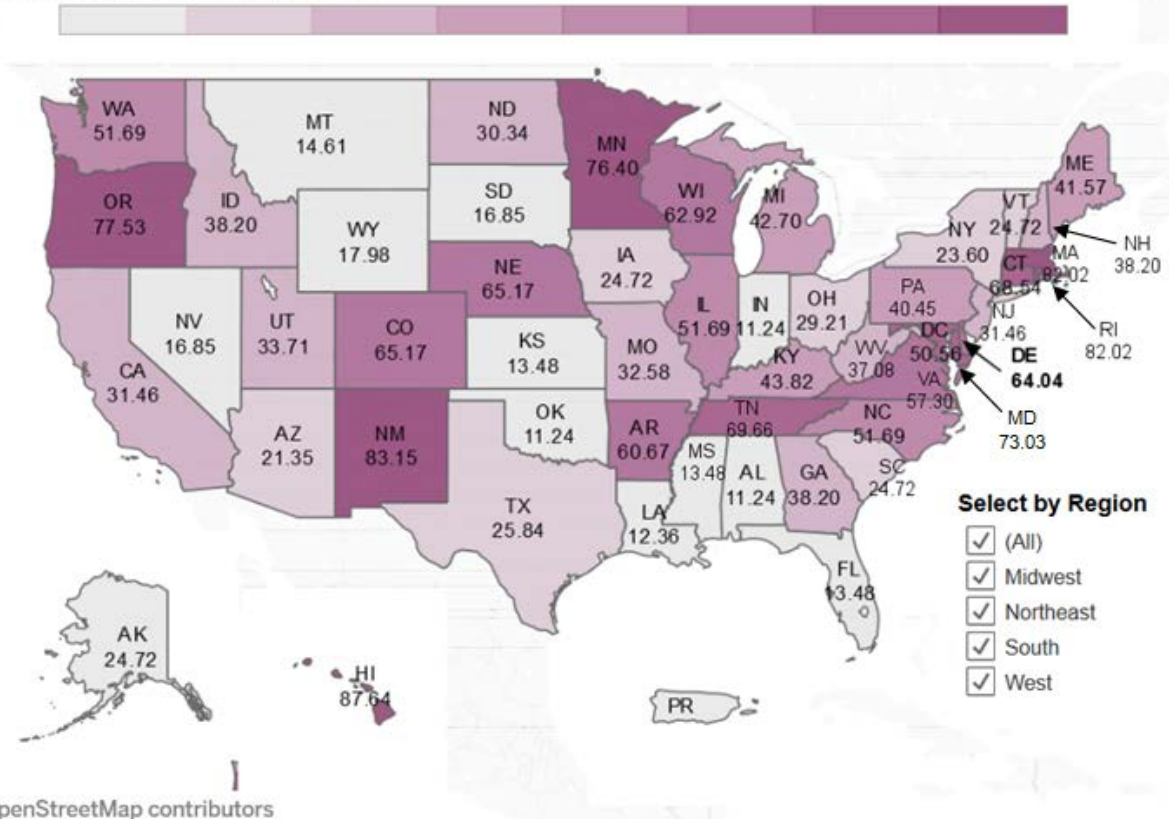 WA
51.69
MT
14.61
ND
30.34
MN
76.40
OR
77.53
ID
38.20
WY
17.98
SD
16.85
WI
62.92
MI
42.70
ME
41.57
VT
24.72
NH
38.20
NY
23.60
MA
82.02
CT
68.54
RI
82.02
NV
16.85
UT
33.71
CO
65.17
NE
65.17
IA
24.72
IL
51.69
IN
11.24
OH
29.21
PA
40.45
NJ
31.46
CA
31.46
KS
13.48
MO
32.58
KY
43.82
WV
37.08
DC
50.56
DE
64.04
VA
57.30
MD
73.03
AZ
21.35
NM
83.15
OK
11.24
AR
60.67
TN
69.66
NC
51.69
MS
13.48
AL
11.24
GA
38.20
SC
24.72
TX
25.84
LA
12.36
FL
13.48
AK
24.72
HI
87.64
PR
Select by Region
(All)
Midwest
Northeast
South
West
penStreetMap contributors